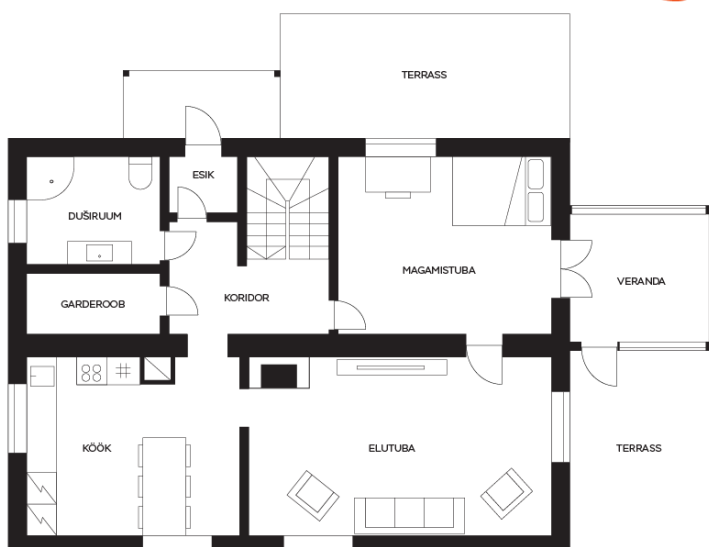 TERRASS
ESIK
DUŠIRUUM
MAGAMISTUBA
VERANDA
GARDEROOB
KORIDOR
KÖÖK
ELUTUBA
TERRASS